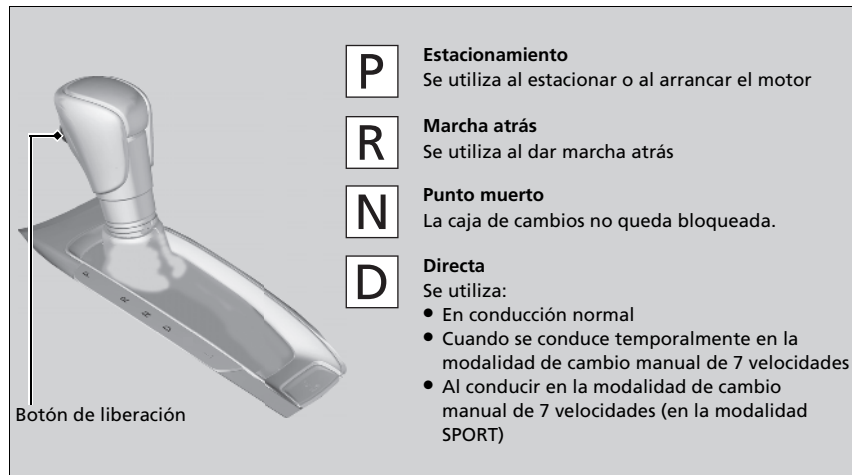 P
Estacionamiento
Se utiliza al estacionar o al arrancar el motor
R
Marcha atrás
Se utiliza al dar marcha atrás
N
Punto muerto
La caja de cambios no queda bloqueada.
D
Directa
Se utiliza:
● En conducción normal
● Cuando se conduce temporalmente en la
modalidad de cambio manual de 7 velocidades
● Al conducir en la modalidad de cambio
manual de 7 velocidades (en la modalidad
SPORT)
P
R
N
D
Botón de liberación